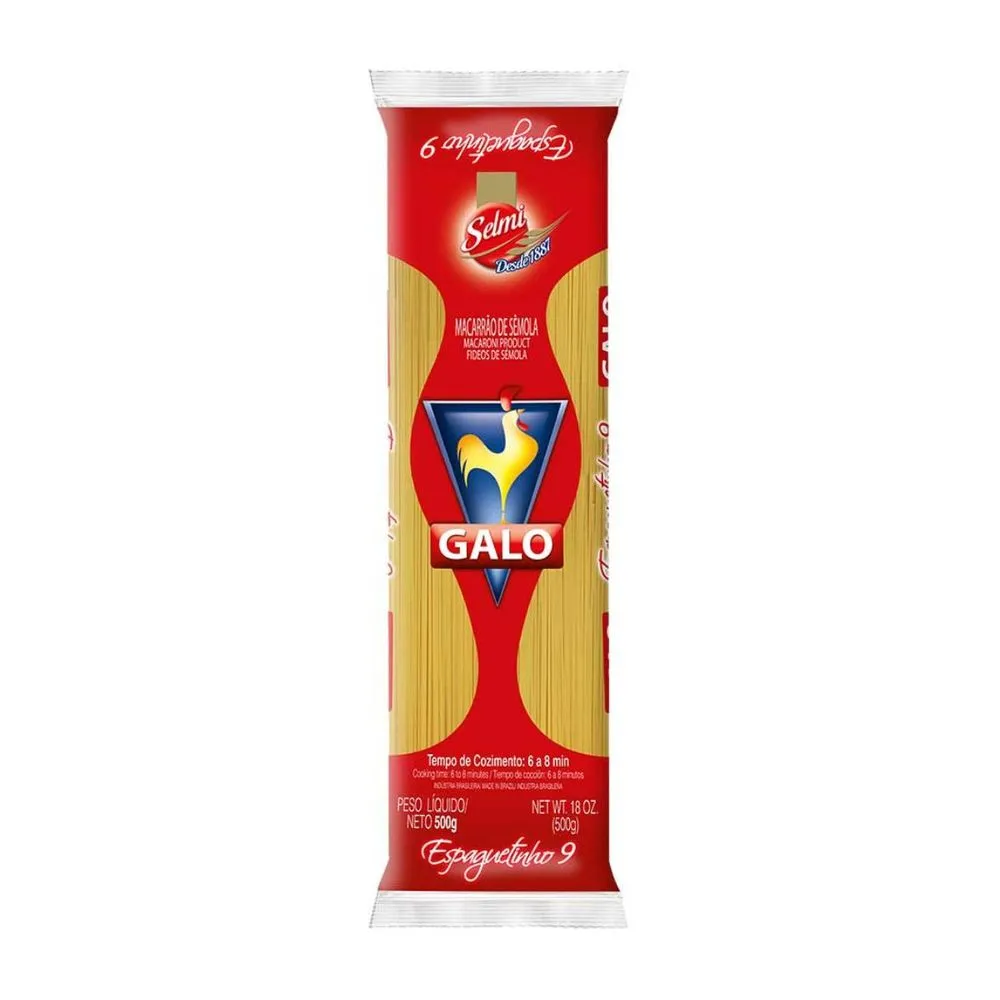 Espaguetinho 9
Selmi
Desde 1887
MACARRÃO DE SÊMOLA
MACARONI PRODUCT
FIDEOS DE SÉMOLA
GALO
Tempo de Cozimento: 6 a 8 min
Cooking time: 6 to 8 minutes / Tiempo de cocción: 6 a 8 minutos
INDÚSTRIA BRASILEIRA/ MADE IN BRAZIL/ INDUSTRIA BRASILEÑA
PESO LÍQUIDO/
NETO 500g
NET WT. 18 OZ.
(500g)
Espaguetinho 9
GALO